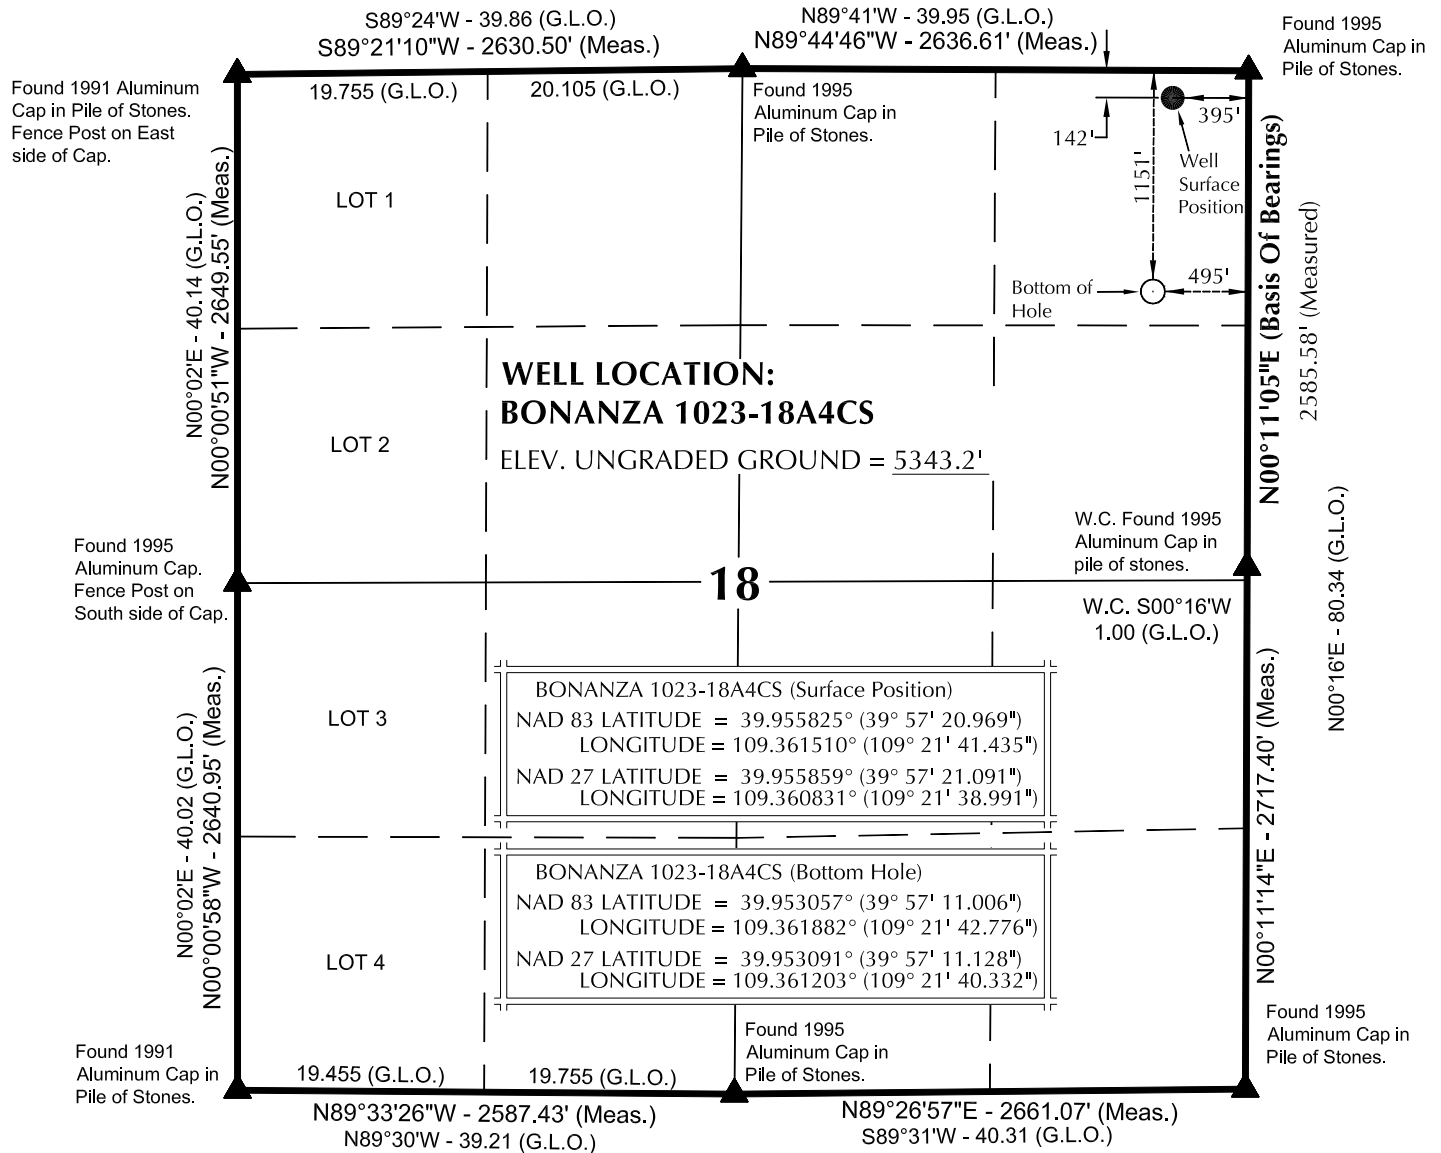 S89°24'W - 39.86 (G.L.O.)
S89°21'10"W - 2630.50' (Meas.)
N89°41'W - 39.95 (G.L.O.)
N89°44'46"W - 2636.61' (Meas.)
Found 1995
Aluminum Cap in
Pile of Stones.
Found 1991 Aluminum
Cap in Pile of Stones.
Fence Post on East
side of Cap.
19.755 (G.L.O.)
20.105 (G.L.O.)
Found 1995
Aluminum Cap in
Pile of Stones.
395'
142'
1151'
Well
Surface
Position
LOT 1
N00°02'E - 40.14 (G.L.O.)
N00°00'51"W - 2649.55' (Meas.)
N00°11'05"E (Basis Of Bearings)
2585.58' (Measured)
495'
Bottom of
Hole
WELL LOCATION:
BONANZA 1023-18A4CS
ELEV. UNGRADED GROUND = 5343.2'
LOT 2
N00°16'E - 80.34 (G.L.O.)
W.C. Found 1995
Aluminum Cap in
pile of stones.
Found 1995
Aluminum Cap.
Fence Post on
South side of Cap.
18
W.C. S00°16'W
1.00 (G.L.O.)
LOT 3
N00°02'E - 40.02 (G.L.O.)
N00°00'58"W - 2640.95' (Meas.)
N00°11'14"E - 2717.40' (Meas.)
BONANZA 1023-18A4CS (Surface Position)
NAD 83 LATITUDE = 39.955825° (39° 57' 20.969")
LONGITUDE = 109.361510° (109° 21' 41.435")
NAD 27 LATITUDE = 39.955859° (39° 57' 21.091")
LONGITUDE = 109.360831° (109° 21' 38.991")
BONANZA 1023-18A4CS (Bottom Hole)
NAD 83 LATITUDE = 39.953057° (39° 57' 11.006")
LONGITUDE = 109.361882° (109° 21' 42.776")
NAD 27 LATITUDE = 39.953091° (39° 57' 11.128")
LONGITUDE = 109.361203° (109° 21' 40.332")
LOT 4
Found 1995
Aluminum Cap in
Pile of Stones.
Found 1995
Aluminum Cap in
Pile of Stones.
Found 1991
Aluminum Cap in
Pile of Stones.
19.455 (G.L.O.)
19.755 (G.L.O.)
N89°33'26"W - 2587.43' (Meas.)
N89°30'W - 39.21 (G.L.O.)
N89°26'57"E - 2661.07' (Meas.)
S89°31'W - 40.31 (G.L.O.)